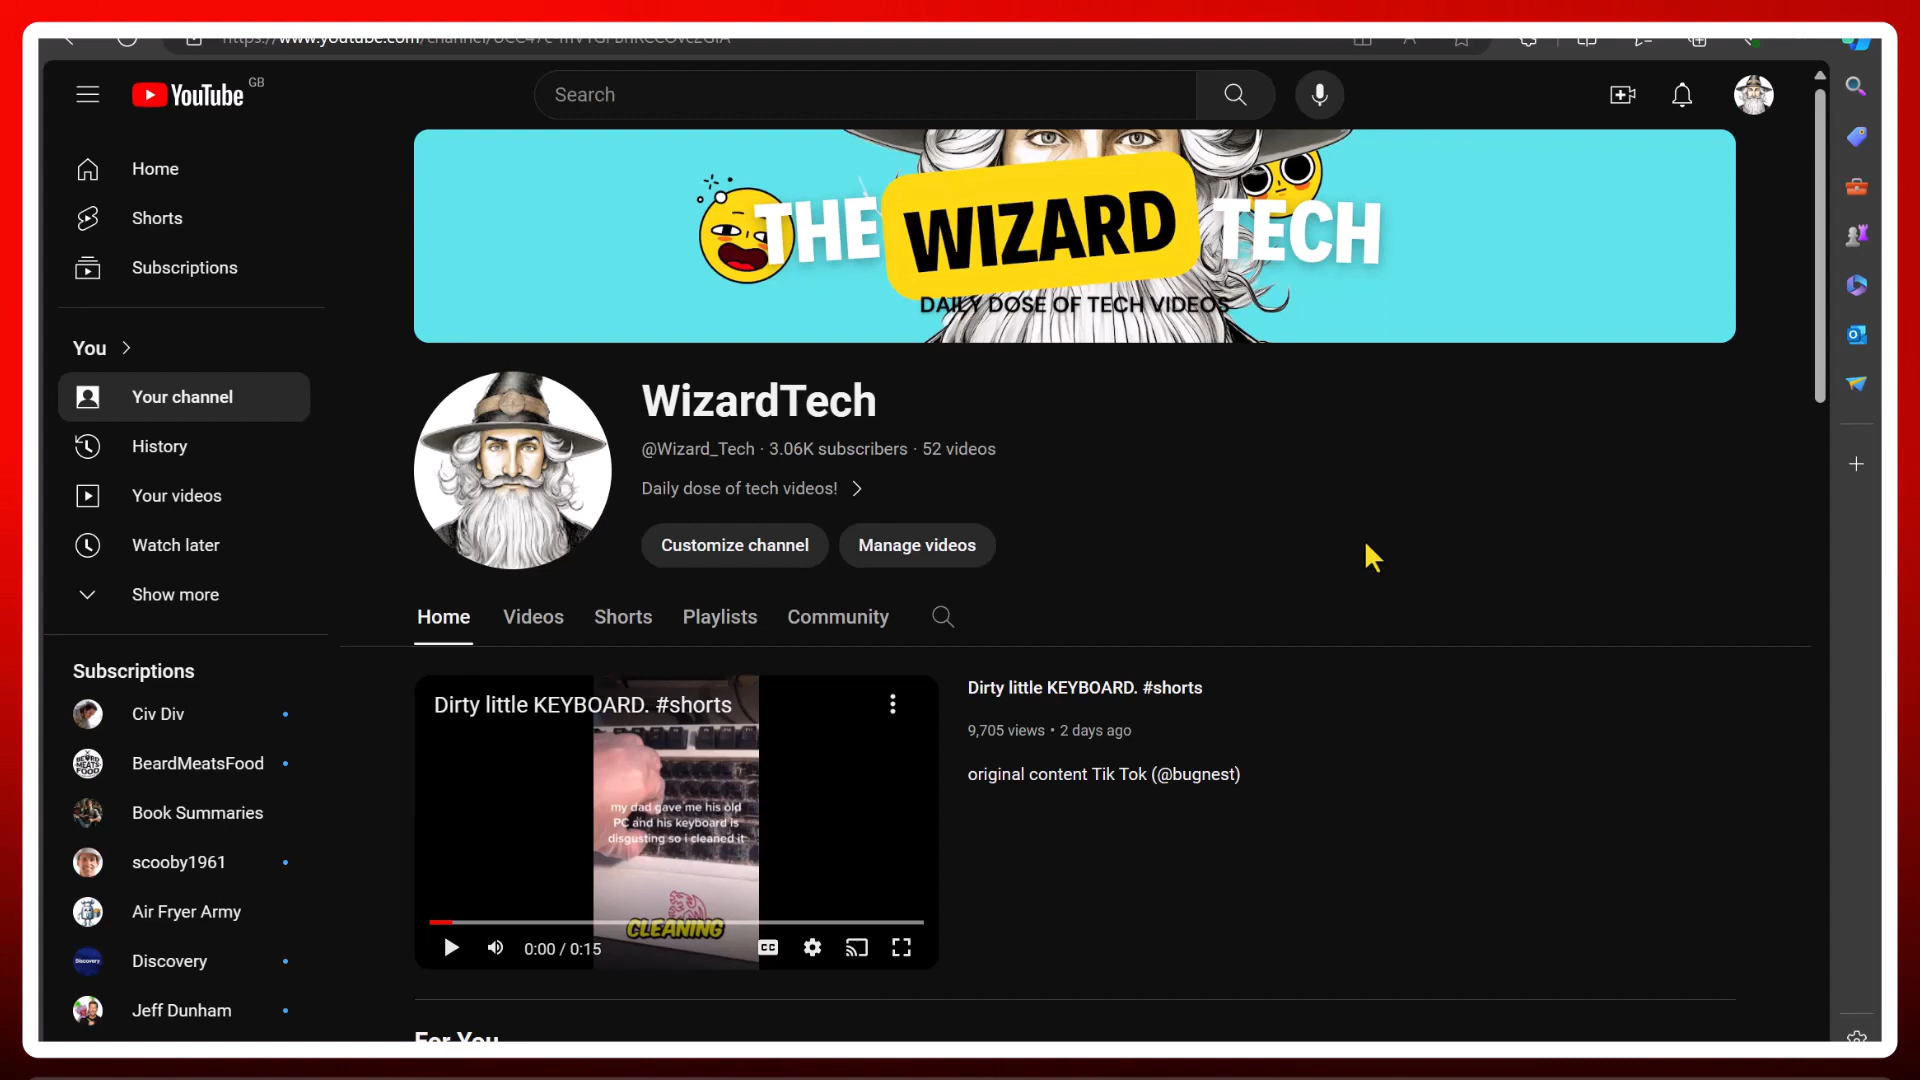 YouTube GB
Search
Home
Shorts
Subscriptions
You
Your channel
History
Your videos
Watch later
Show more
Subscriptions
Civ Div
BeardMeatsFood
Book Summaries
scooby1961
Air Fryer Army
Discovery
Jeff Dunham
THE WIZARD TECH
DAILY DOSE OF TECH VIDEOS
WizardTech
@Wizard_Tech · 3.06K subscribers · 52 videos
Daily dose of tech videos!
Customize channel Manage videos
Home Videos Shorts Playlists Community
Dirty little KEYBOARD. #shorts
my dad gave me his old
PC and his keyboard is
disgusting so i cleaned it
CLEANING
0:00 / 0:15
CC
Dirty little KEYBOARD. #shorts
9,705 views • 2 days ago
original content Tik Tok (@bugnest)
For You